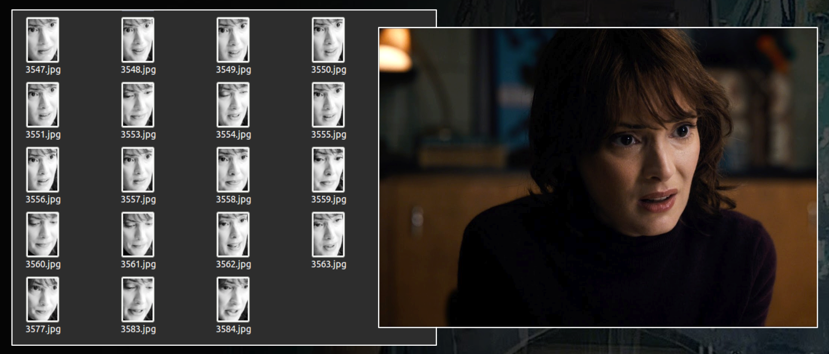 3547.jpg 3548.jpg 3549.jpg 3550.jpg
3551.jpg 3553.jpg 3554.jpg 3555.jpg
3556.jpg 3557.jpg 3558.jpg 3559.jpg
3560.jpg 3561.jpg 3562.jpg 3563.jpg
3577.jpg 3583.jpg 3584.jpg